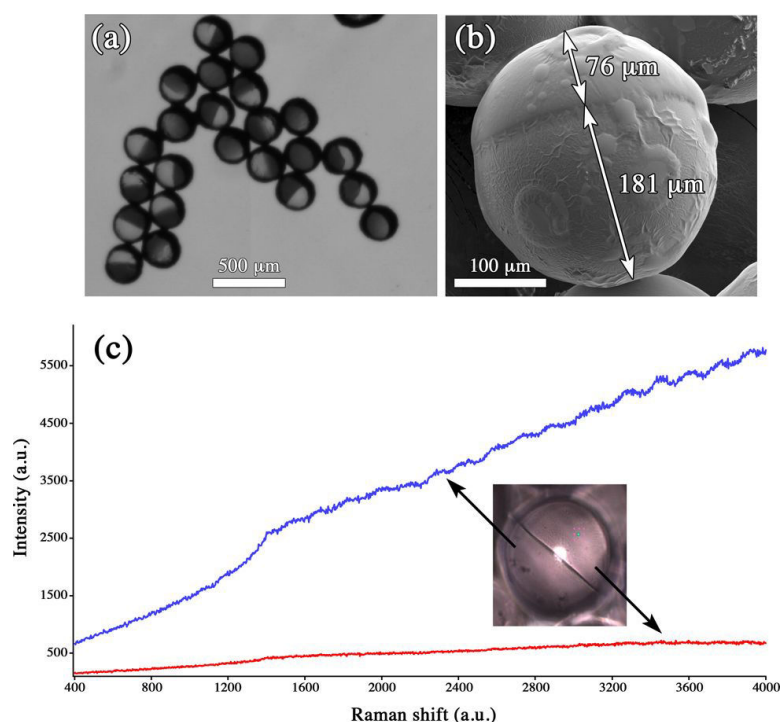 (a)
500 μm
(b)
76 μm
181 μm
100 μm
(c)
Intensity (a.u.)
5500
4500
3500
2500
1500
500
400 800 1200 1600 2000 2400 2800 3200 3600 4000
Raman shift (a.u.)